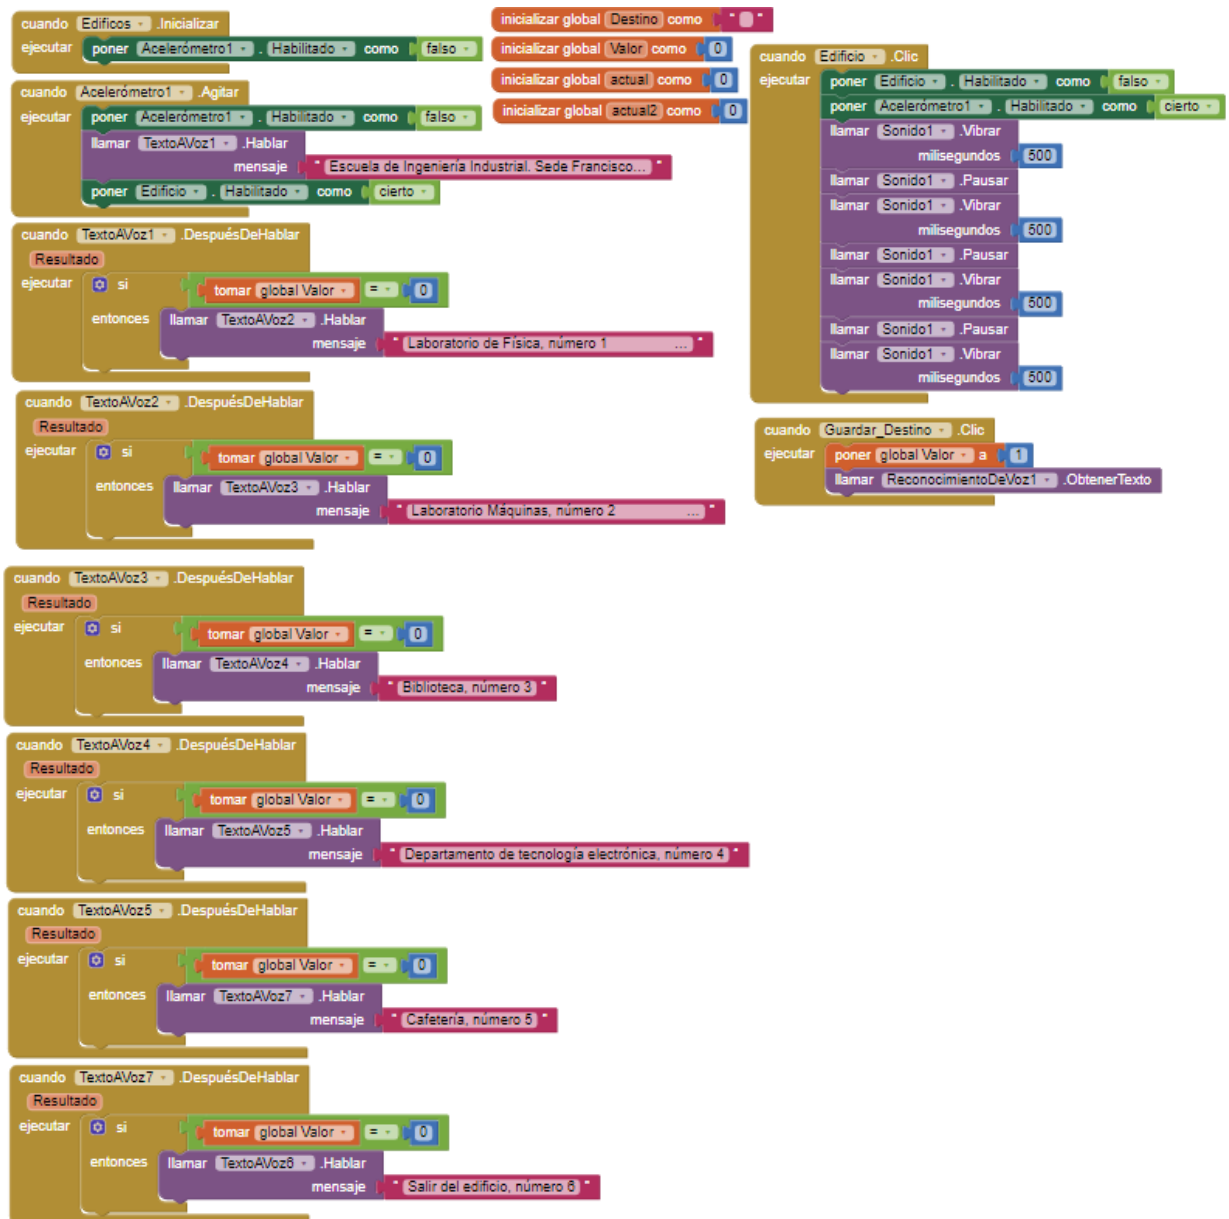 cuando Edificos .Inicializar
ejecutar poner Acelerómetro1 . Habilitado como falso
cuando Acelerómetro1 .Agitar
ejecutar poner Acelerómetro1 . Habilitado como falso
llamar TextoAVoz1 .Hablar
mensaje " Escuela de Ingeniería Industrial. Sede Francisco... "
poner Edificio . Habilitado como cierto
cuando TextoAVoz1 .DespuésDeHablar
Resultado
ejecutar si tomar global Valor = 0
entonces llamar TextoAVoz2 .Hablar
mensaje " Laboratorio de Física, número 1 ... "
cuando TextoAVoz2 .DespuésDeHablar
Resultado
ejecutar si tomar global Valor = 0
entonces llamar TextoAVoz3 .Hablar
mensaje " Laboratorio Máquinas, número 2 ... "
cuando TextoAVoz3 .DespuésDeHablar
Resultado
ejecutar si tomar global Valor = 0
entonces llamar TextoAVoz4 .Hablar
mensaje " Biblioteca, número 3 "
cuando TextoAVoz4 .DespuésDeHablar
Resultado
ejecutar si tomar global Valor = 0
entonces llamar TextoAVoz5 .Hablar
mensaje " Departamento de tecnología electrónica, número 4 "
cuando TextoAVoz5 .DespuésDeHablar
Resultado
ejecutar si tomar global Valor = 0
entonces llamar TextoAVoz7 .Hablar
mensaje " Cafetería, número 5 "
cuando TextoAVoz7 .DespuésDeHablar
Resultado
ejecutar si tomar global Valor = 0
entonces llamar TextoAVoz6 .Hablar
mensaje " Salir del edificio, número 6 "
inicializar global Destino como " "
inicializar global Valor como 0
inicializar global actual como 0
inicializar global actual2 como 0
cuando Edificio .Clic
ejecutar poner Edificio . Habilitado como falso
poner Acelerómetro1 . Habilitado como cierto
llamar Sonido1 .Vibrar
milisegundos 500
llamar Sonido1 .Pausar
llamar Sonido1 .Vibrar
milisegundos 500
llamar Sonido1 .Pausar
llamar Sonido1 .Vibrar
milisegundos 500
llamar Sonido1 .Pausar
llamar Sonido1 .Vibrar
milisegundos 500
cuando Guardar_Destino .Clic
ejecutar poner global Valor a 1
llamar ReconocimientoDeVoz1 .ObtenerTexto